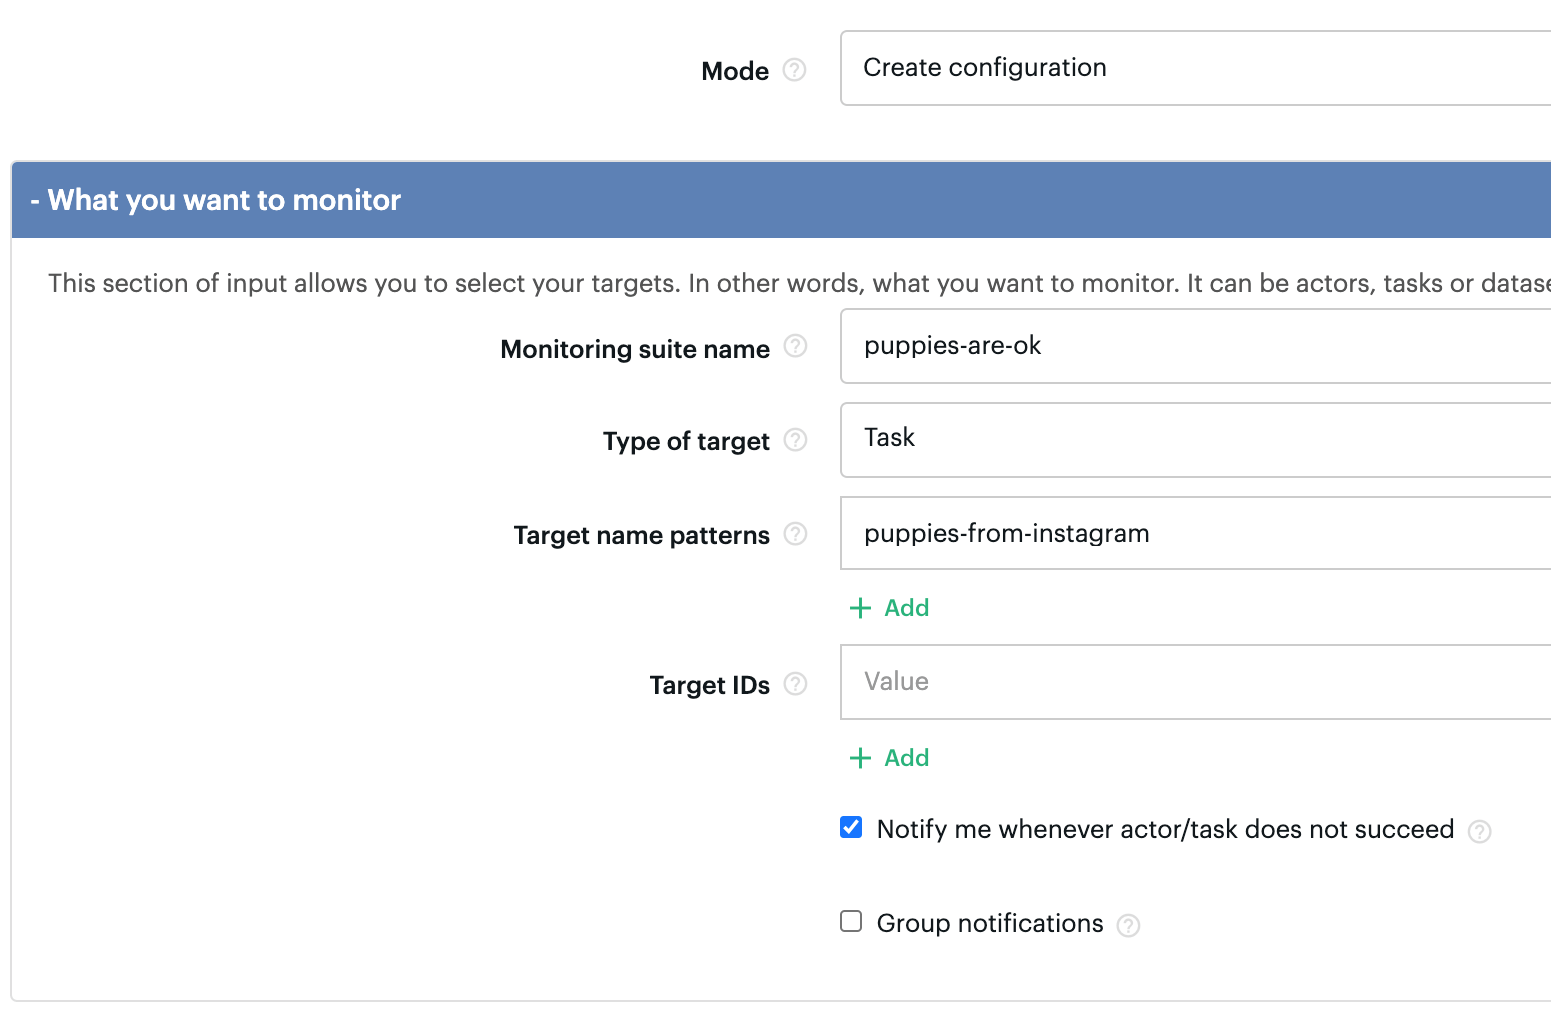 Mode
Create configuration
- What you want to monitor
This section of input allows you to select your targets. In other words, what you want to monitor. It can be actors, tasks or datase
Monitoring suite name
puppies-are-ok
Type of target
Task
Target name patterns
puppies-from-instagram
+ Add
Target IDs
Value
+ Add
Notify me whenever actor/task does not succeed
Group notifications